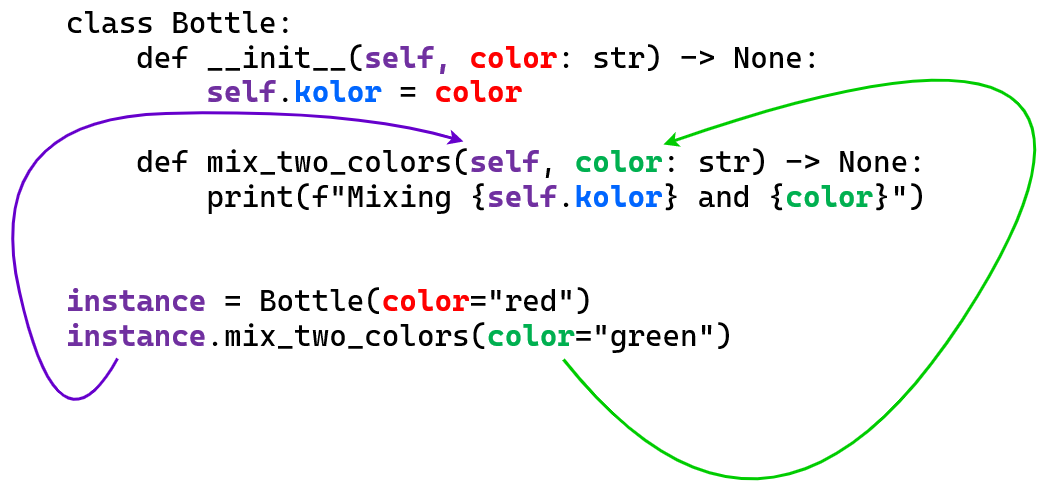 class Bottle:
    def __init__(self, color: str) -> None:
        self.kolor = color
    def mix_two_colors(self, color: str) -> None:
        print(f"Mixing {self.kolor} and {color}")
instance = Bottle(color="red")
instance.mix_two_colors(color="green")